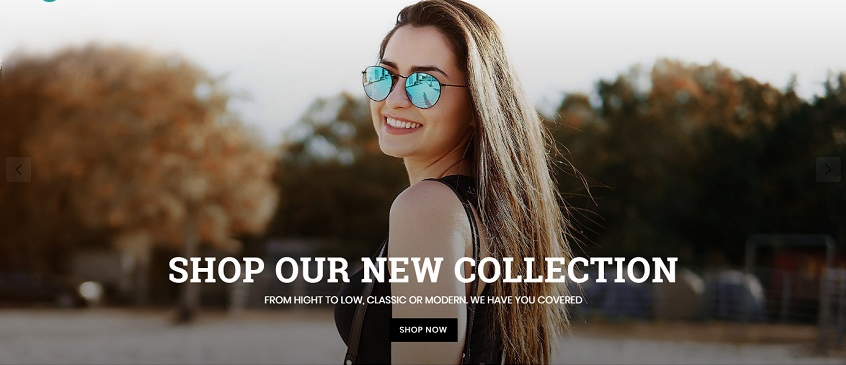 SHOP OUR NEW COLLECTION
FROM HIGHT TO LOW, CLASSIC OR MODERN. WE HAVE YOU COVERED
SHOP NOW